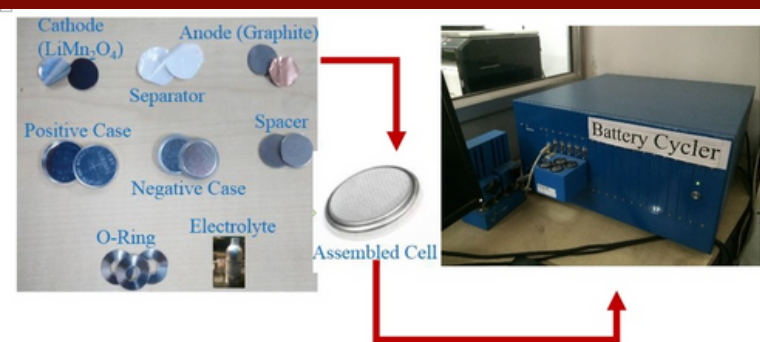 Cathode
(LiMn₂O₄)
Anode (Graphite)
Separator
Positive Case
Spacer
Negative Case
O-Ring
Electrolyte
Assembled Cell
Battery Cycler